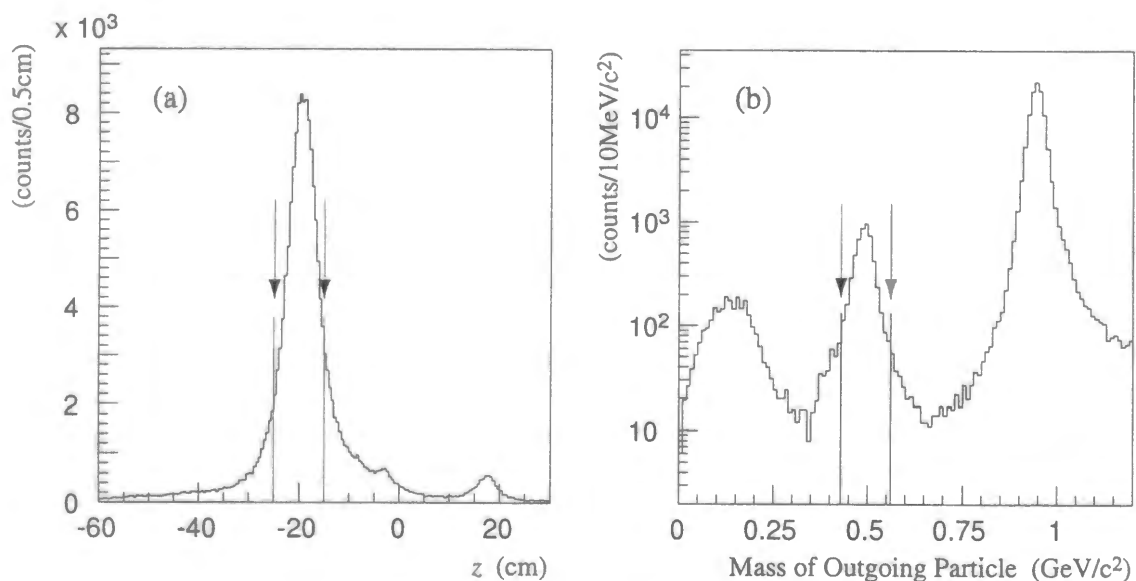 x 10³
(counts/0.5cm)
(a)
8
6
4
2
0
-60
-40
-20
0
20
z (cm)
(counts/10MeV/c²)
(b)
10⁴
10³
10²
10
0
0.25
0.5
0.75
1
Mass of Outgoing Particle (GeV/c²)